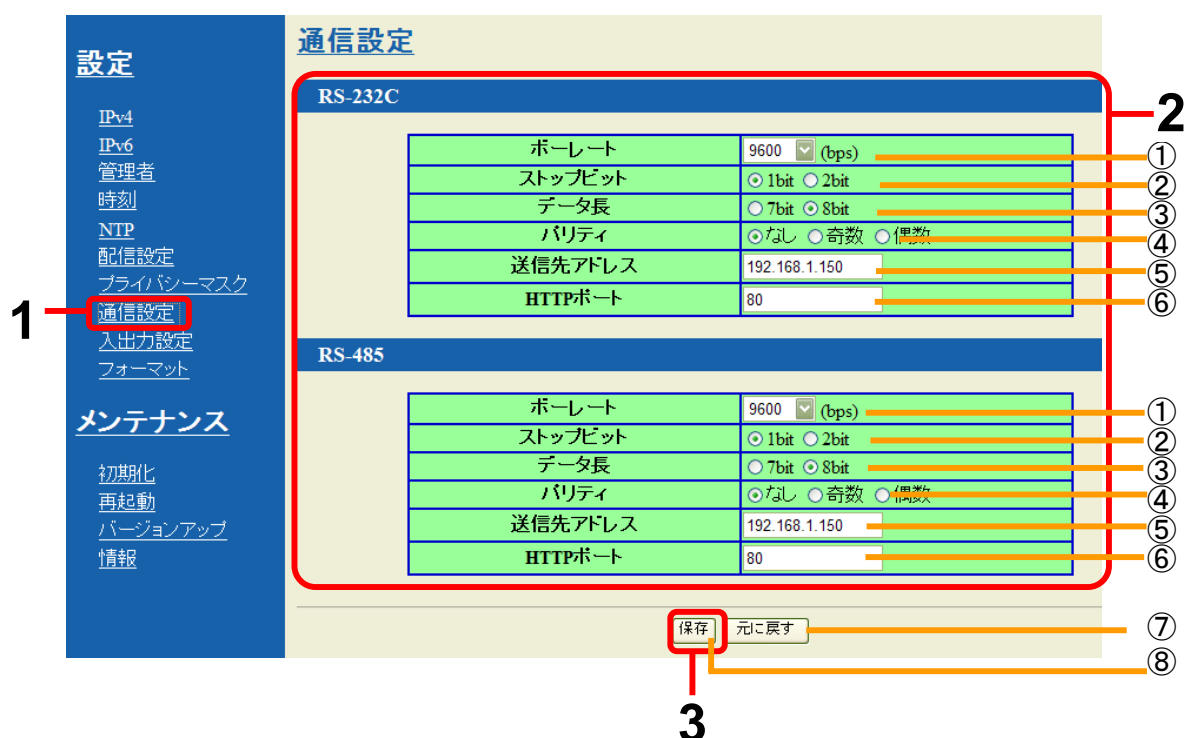 設定
IPv4
IPv6
管理者
時刻
NTP
配信設定
プライバシーマスク
1
通信設定
入出力設定
フォーマット
メンテナンス
初期化
再起動
バージョンアップ
情報
通信設定
2
RS-232C
ボーレート 9600 (bps) ①
ストップビット 1bit 2bit ②
データ長 7bit 8bit ③
パリティ なし 奇数 偶数 ④
送信先アドレス 192.168.1.150 ⑤
HTTPポート 80 ⑥
RS-485
ボーレート 9600 (bps) ①
ストップビット 1bit 2bit ②
データ長 7bit 8bit ③
パリティ なし 奇数 偶数 ④
送信先アドレス 192.168.1.150 ⑤
HTTPポート 80 ⑥
保存 元に戻す ⑦
⑧
3